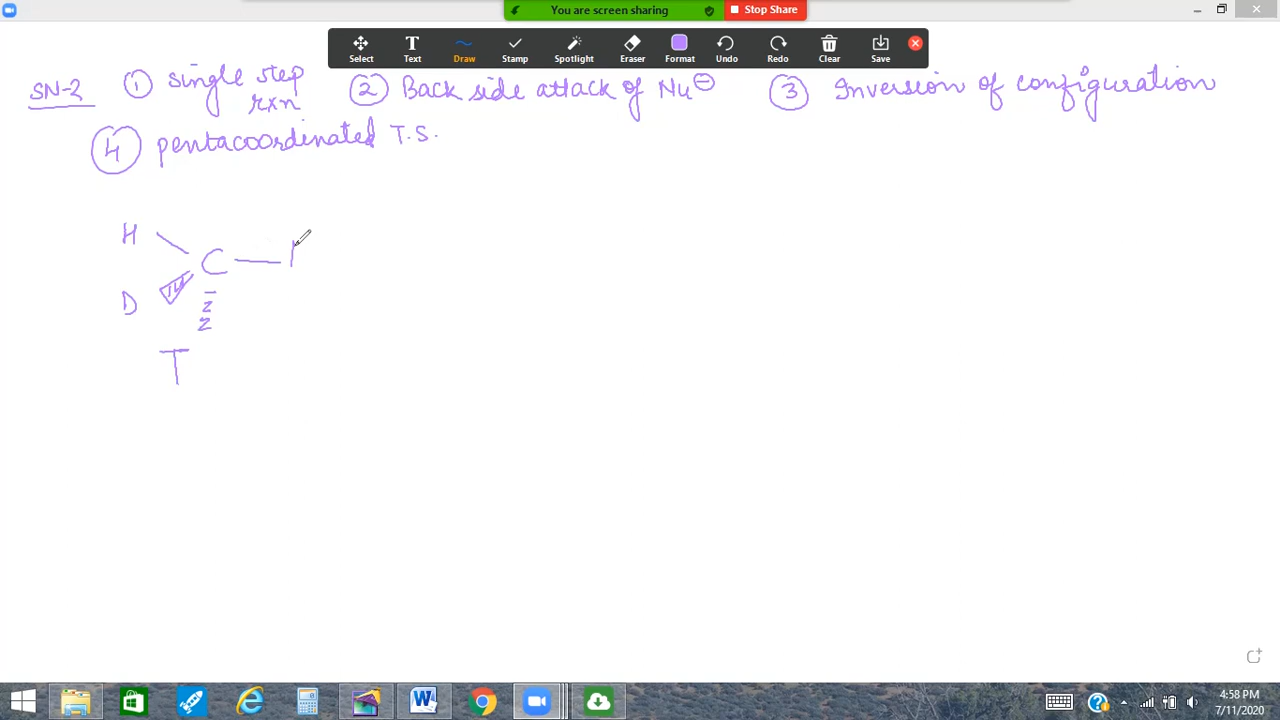 You are screen sharing Stop Share
Select Text Draw Stamp Spotlight Eraser Format Undo Redo Clear Save
SN-2 ① single step rxn ② Back side attack of Nu⊖ ③ Inversion of configuration
④ pentacoordinated T.S.
H
C
D
T
4:58 PM
7/11/2020